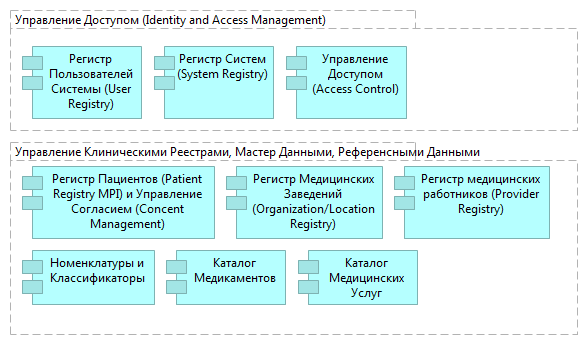 Управление Доступом (Identity and Access Management)
Регистр
Пользователей
Системы (User
Registry)
Регистр Систем
(System Registry)
Управление
Доступом
(Access Control)
Управление Клиническими Реестрами, Мастер Данными, Референсными Данными
Регистр Пациентов (Patient
Registry MPI) и Управление
Согласием (Concent
Management)
Регистр Медицинских
Заведений
(Organization/Location
Registry)
Регистр медицинских
работников (Provider
Registry)
Номенклатуры и
Классификаторы
Каталог
Медикаментов
Каталог
Медицинских
Услуг